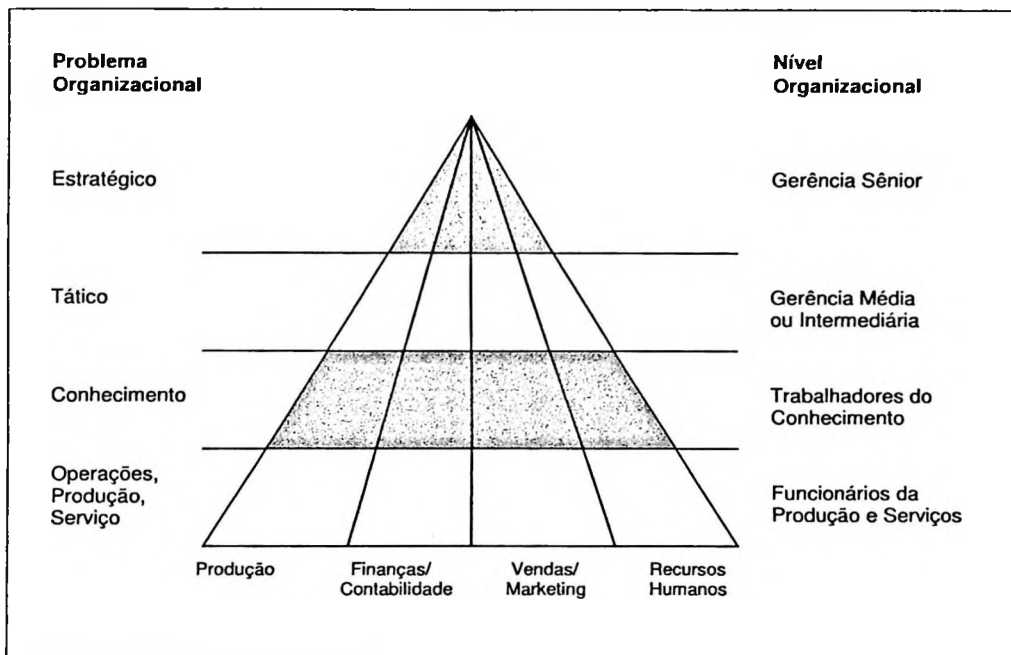 Problema
Organizacional
Nível
Organizacional
Estratégico
Gerência Sênior
Tático
Gerência Média
ou Intermediária
Conhecimento
Trabalhadores do
Conhecimento
Operações,
Produção,
Serviço
Funcionários da
Produção e Serviços
Produção
Finanças/
Contabilidade
Vendas/
Marketing
Recursos
Humanos